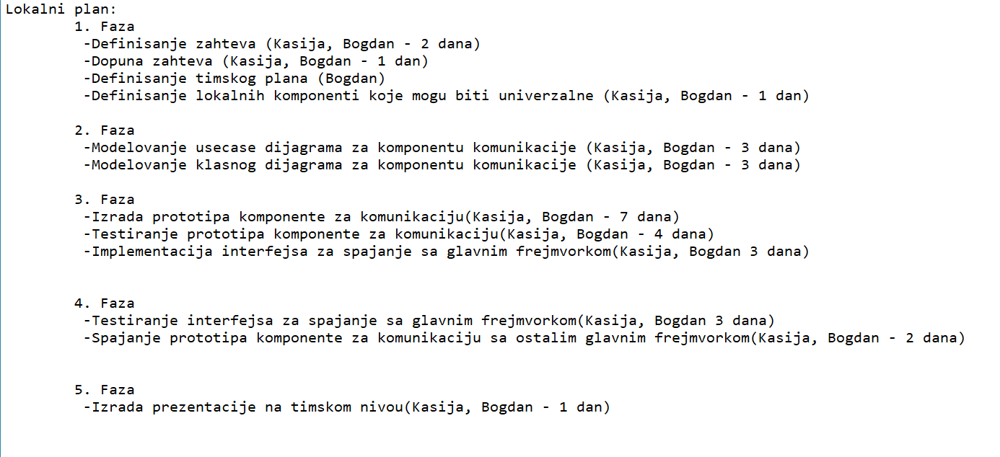 Lokalni plan:
1. Faza
-Definisanje zahteva (Kasija, Bogdan - 2 dana)
-Dopuna zahteva (Kasija, Bogdan - 1 dan)
-Definisanje timskog plana (Bogdan)
-Definisanje lokalnih komponenti koje mogu biti univerzalne (Kasija, Bogdan - 1 dan)
2. Faza
-Modelovanje usecase dijagrama za komponentu komunikacije (Kasija, Bogdan - 3 dana)
-Modelovanje klasnog dijagrama za komponentu komunikacije (Kasija, Bogdan - 3 dana)
3. Faza
-Izrada prototipa komponente za komunikaciju(Kasija, Bogdan - 7 dana)
-Testiranje prototipa komponente za komunikaciju(Kasija, Bogdan - 4 dana)
-Implementacija interfejsa za spajanje sa glavnim frejmvorkom(Kasija, Bogdan 3 dana)
4. Faza
-Testiranje interfejsa za spajanje sa glavnim frejmvorkom(Kasija, Bogdan 3 dana)
-Spajanje prototipa komponente za komunikaciju sa ostalim glavnim frejmvorkom(Kasija, Bogdan - 2 dana)
5. Faza
-Izrada prezentacije na timskom nivou(Kasija, Bogdan - 1 dan)